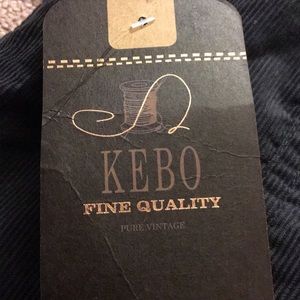 KEBO
FINE QUALITY
PURE VINTAGE